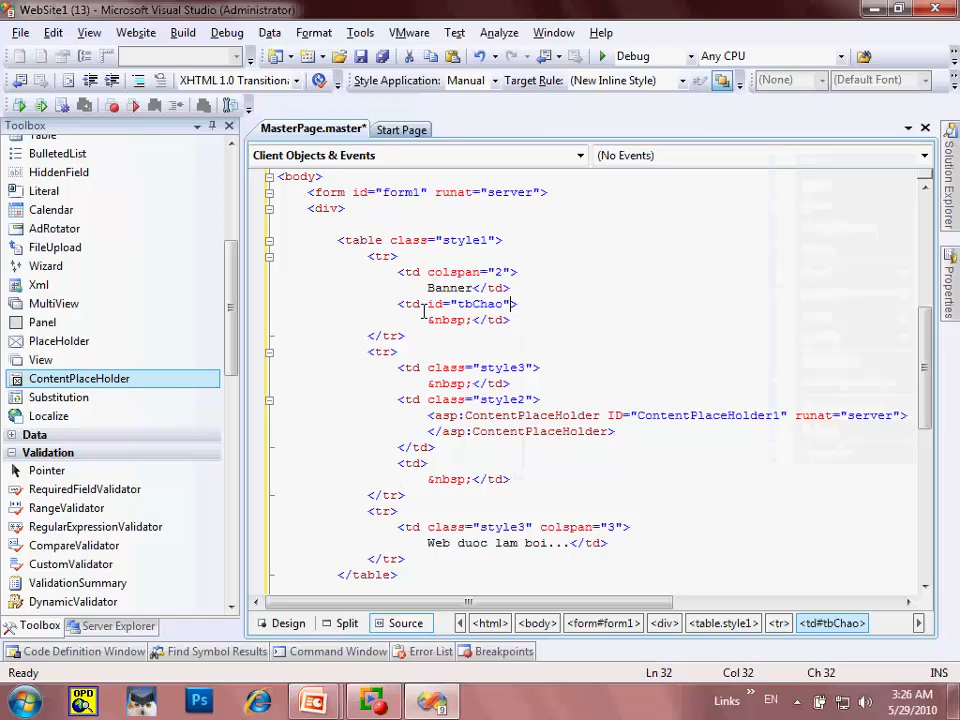 WebSite1 (13) - Microsoft Visual Studio (Administrator)
File Edit View Website Build Debug Data Format Tools VMware Test Analyze Window Help
Debug Any CPU
XHTML 1.0 Transition Style Application: Manual Target Rule: (New Inline Style) (None) (Default Font)
Toolbox
Table
BulletedList
HiddenField
Literal
Calendar
AdRotator
FileUpload
Wizard
Xml
MultiView
Panel
PlaceHolder
View
ContentPlaceHolder
Substitution
Localize
Data
Validation
Pointer
RequiredFieldValidator
RangeValidator
RegularExpressionValidator
CompareValidator
CustomValidator
ValidationSummary
DynamicValidator
Toolbox Server Explorer
MasterPage.master* Start Page
Client Objects & Events (No Events)
<body>
<form id="form1" runat="server">
<div>
<table class="style1">
<tr>
<td colspan="2">
Banner</td>
<td id="tbChao">
&nbsp;</td>
</tr>
<tr>
<td class="style3">
&nbsp;</td>
<td class="style2">
<asp:ContentPlaceHolder ID="ContentPlaceHolder1" runat="server">
</asp:ContentPlaceHolder>
</td>
<td>
&nbsp;</td>
</tr>
<tr>
<td class="style3" colspan="3">
Web duoc lam boi...</td>
</tr>
</table>
Design Split Source <html> <body> <form#form1> <div> <table.style1> <tr> <td#tbChao>
Solution Explorer
Properties
Code Definition Window Find Symbol Results Command Window Error List Breakpoints
Ready Ln 32 Col 32 Ch 32 INS
OPD Ps Links » EN 3:26 AM
5/29/2010